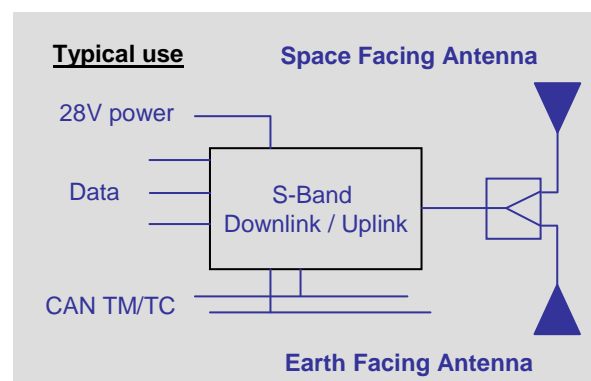 Typical use
Space Facing Antenna
28V power
Data
S-Band
Downlink / Uplink
CAN TM/TC
Earth Facing Antenna